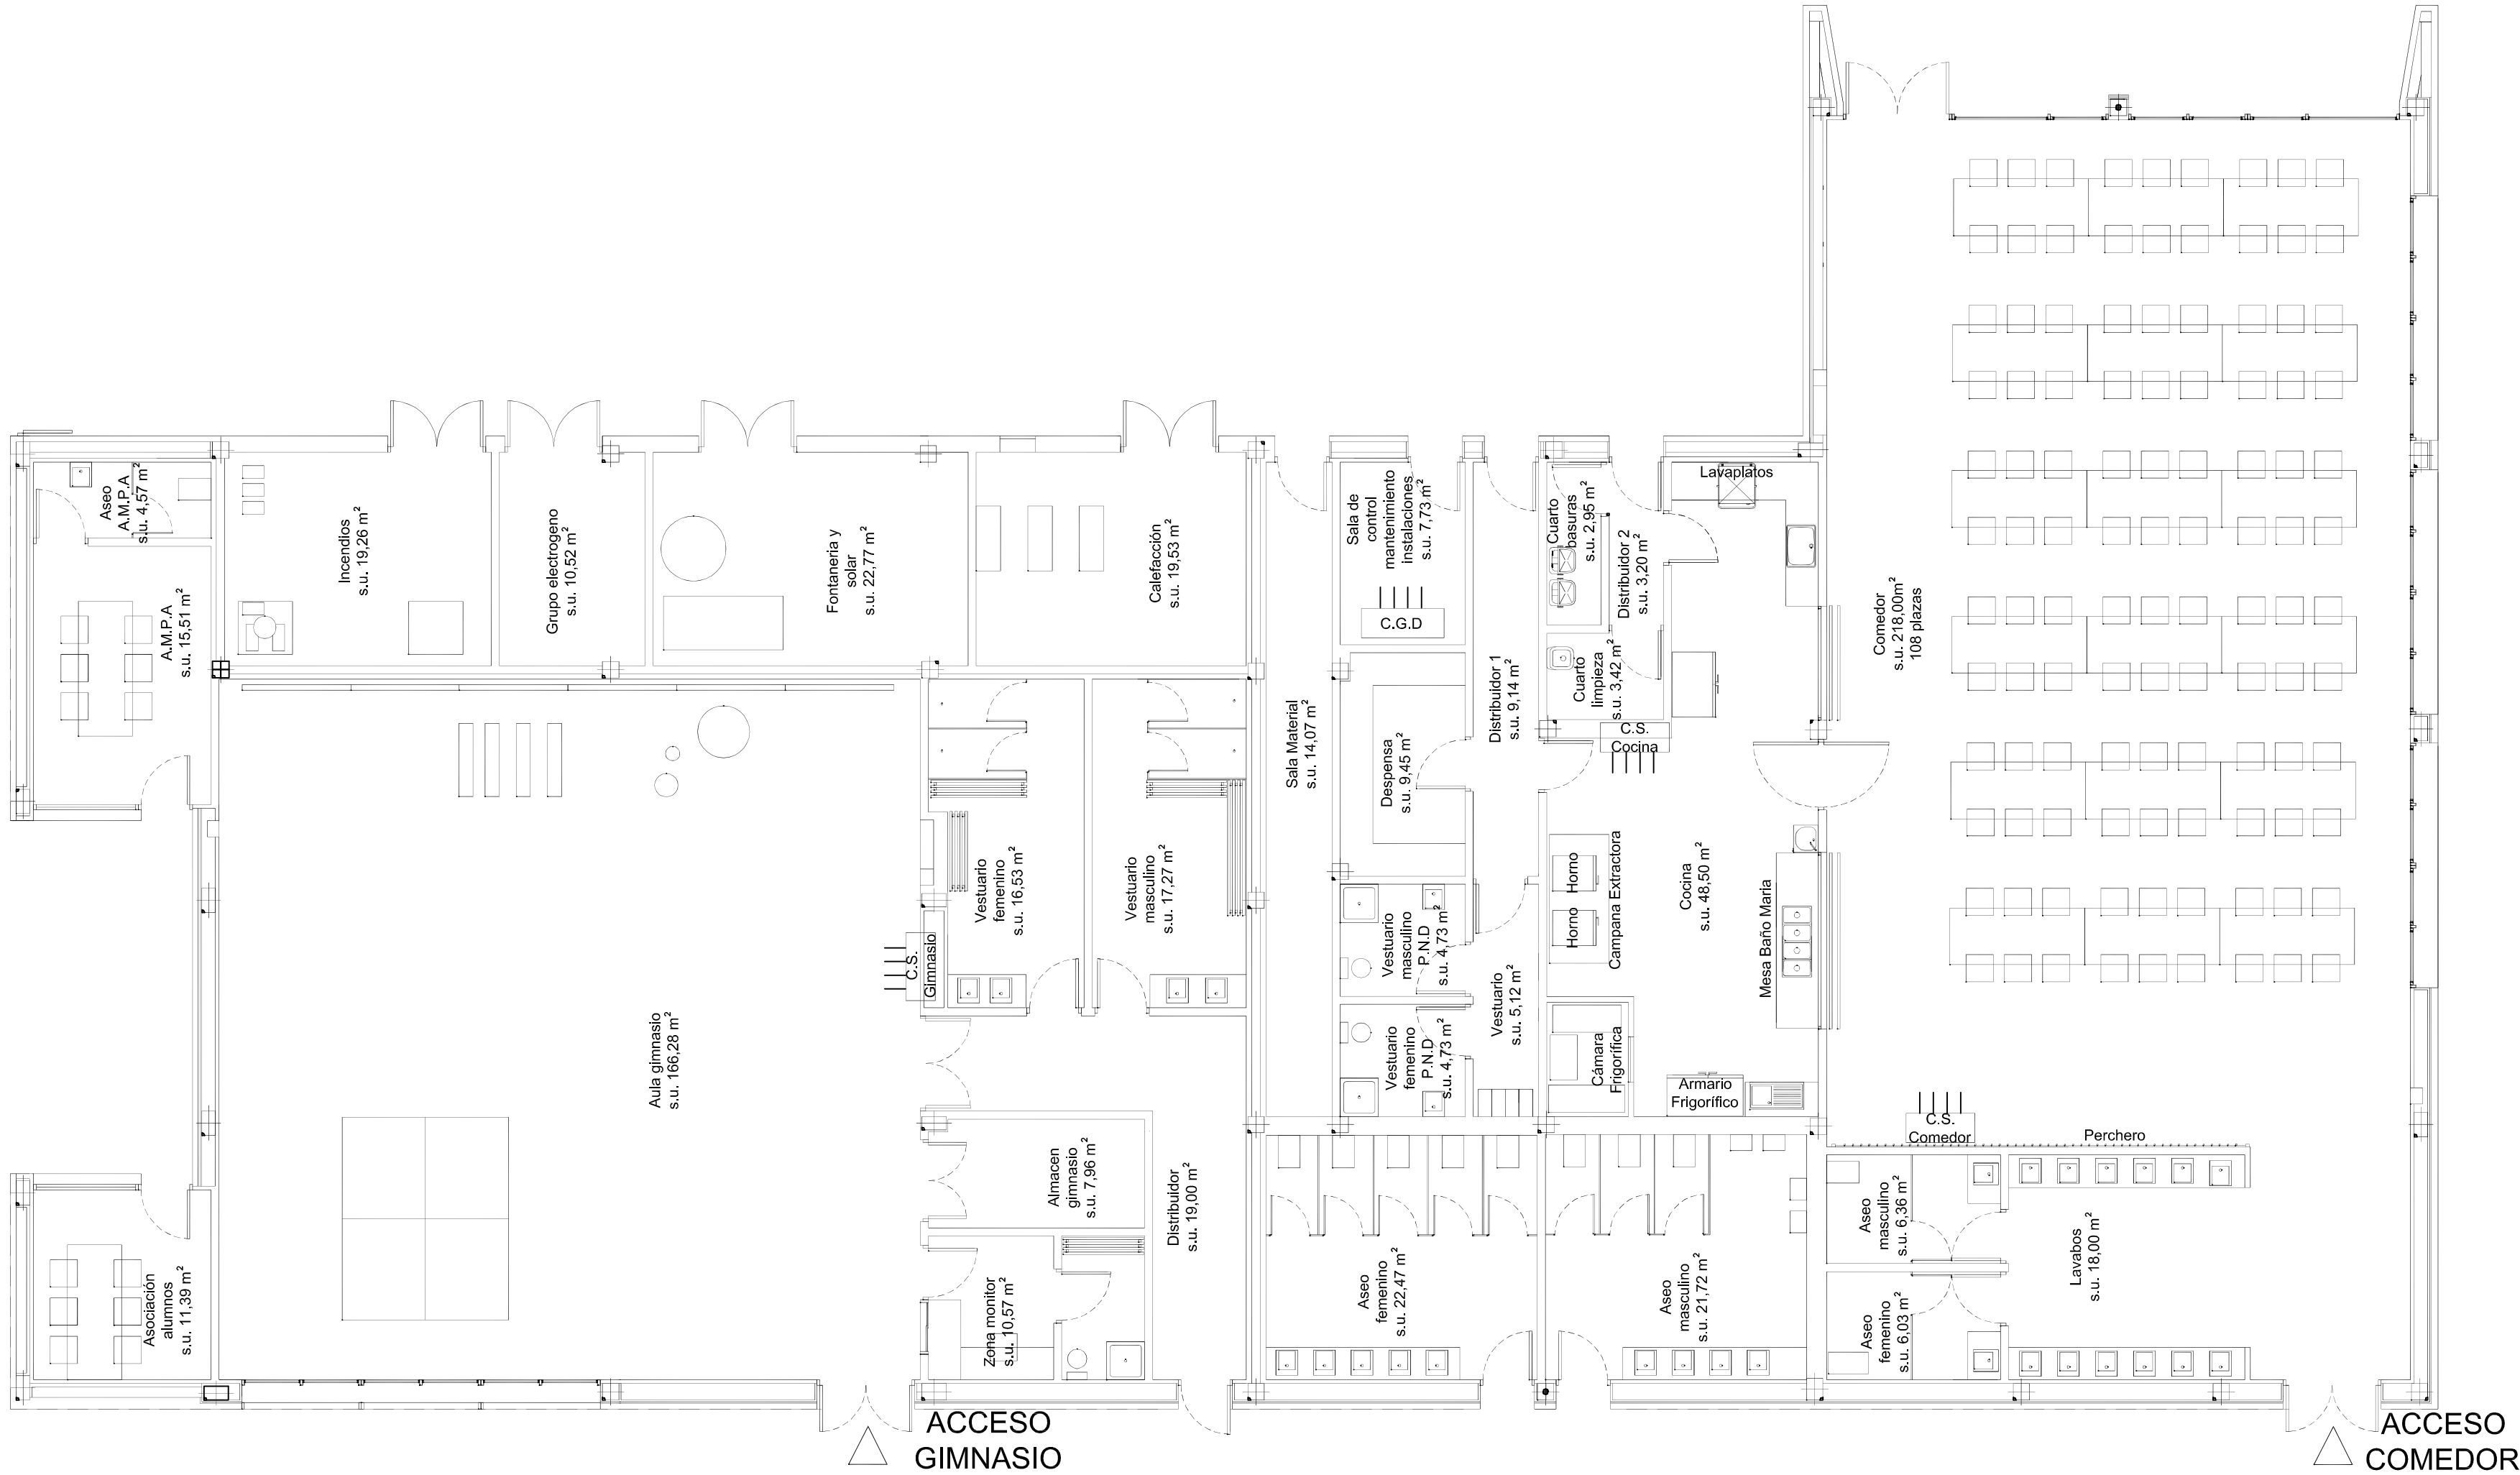 Aseo
A.M.P.A
s.u. 4,57 m²
A.M.P.A
s.u. 15,51 m²
Incendios
s.u. 19,26 m²
Grupo electrogeno
s.u. 10,52 m²
Fontaneria y
solar
s.u. 22,77 m²
Calefacción
s.u. 19,53 m²
Sala de
control
mantenimiento
instalaciones
s.u. 7,73 m²
C.G.D
Cuarto
basuras
s.u. 2,95 m²
Distribuidor 2
s.u. 3,20 m²
Lavaplatos
Cuarto
limpieza
s.u. 3,42 m²
C.S.
Cocina
Comedor
s.u. 218,00m²
108 plazas
Sala Material
s.u. 14,07 m²
Despensa
s.u. 9,45 m²
Distribuidor 1
s.u. 9,14 m²
Vestuario
femenino
s.u. 16,53 m²
Vestuario
masculino
s.u. 17,27 m²
C.S.
Gimnasio
Vestuario
masculino
P.N.D
s.u. 4,73 m²
Vestuario
femenino
P.N.D
s.u. 4,73 m²
Vestuario
s.u. 5,12 m²
Horno
Horno
Campana Extractora
Cocina
s.u. 48,50 m²
Mesa Baño Maria
Cámara
Frigorífica
Armario
Frigorífico
C.S.
Comedor
Perchero
Aula gimnasio
s.u. 166,28 m²
Almacen
gimnasio
s.u. 7,96 m²
Distribuidor
s.u. 19,00 m²
Zona monitor
s.u. 10,57 m²
Asociación
alumnos
s.u. 11,39 m²
Aseo
femenino
s.u. 22,47 m²
Aseo
masculino
s.u. 21,72 m²
Aseo
masculino
s.u. 6,36 m²
Aseo
femenino
s.u. 6,03 m²
Lavabos
s.u. 18,00 m²
ACCESO
GIMNASIO
ACCESO
COMEDOR